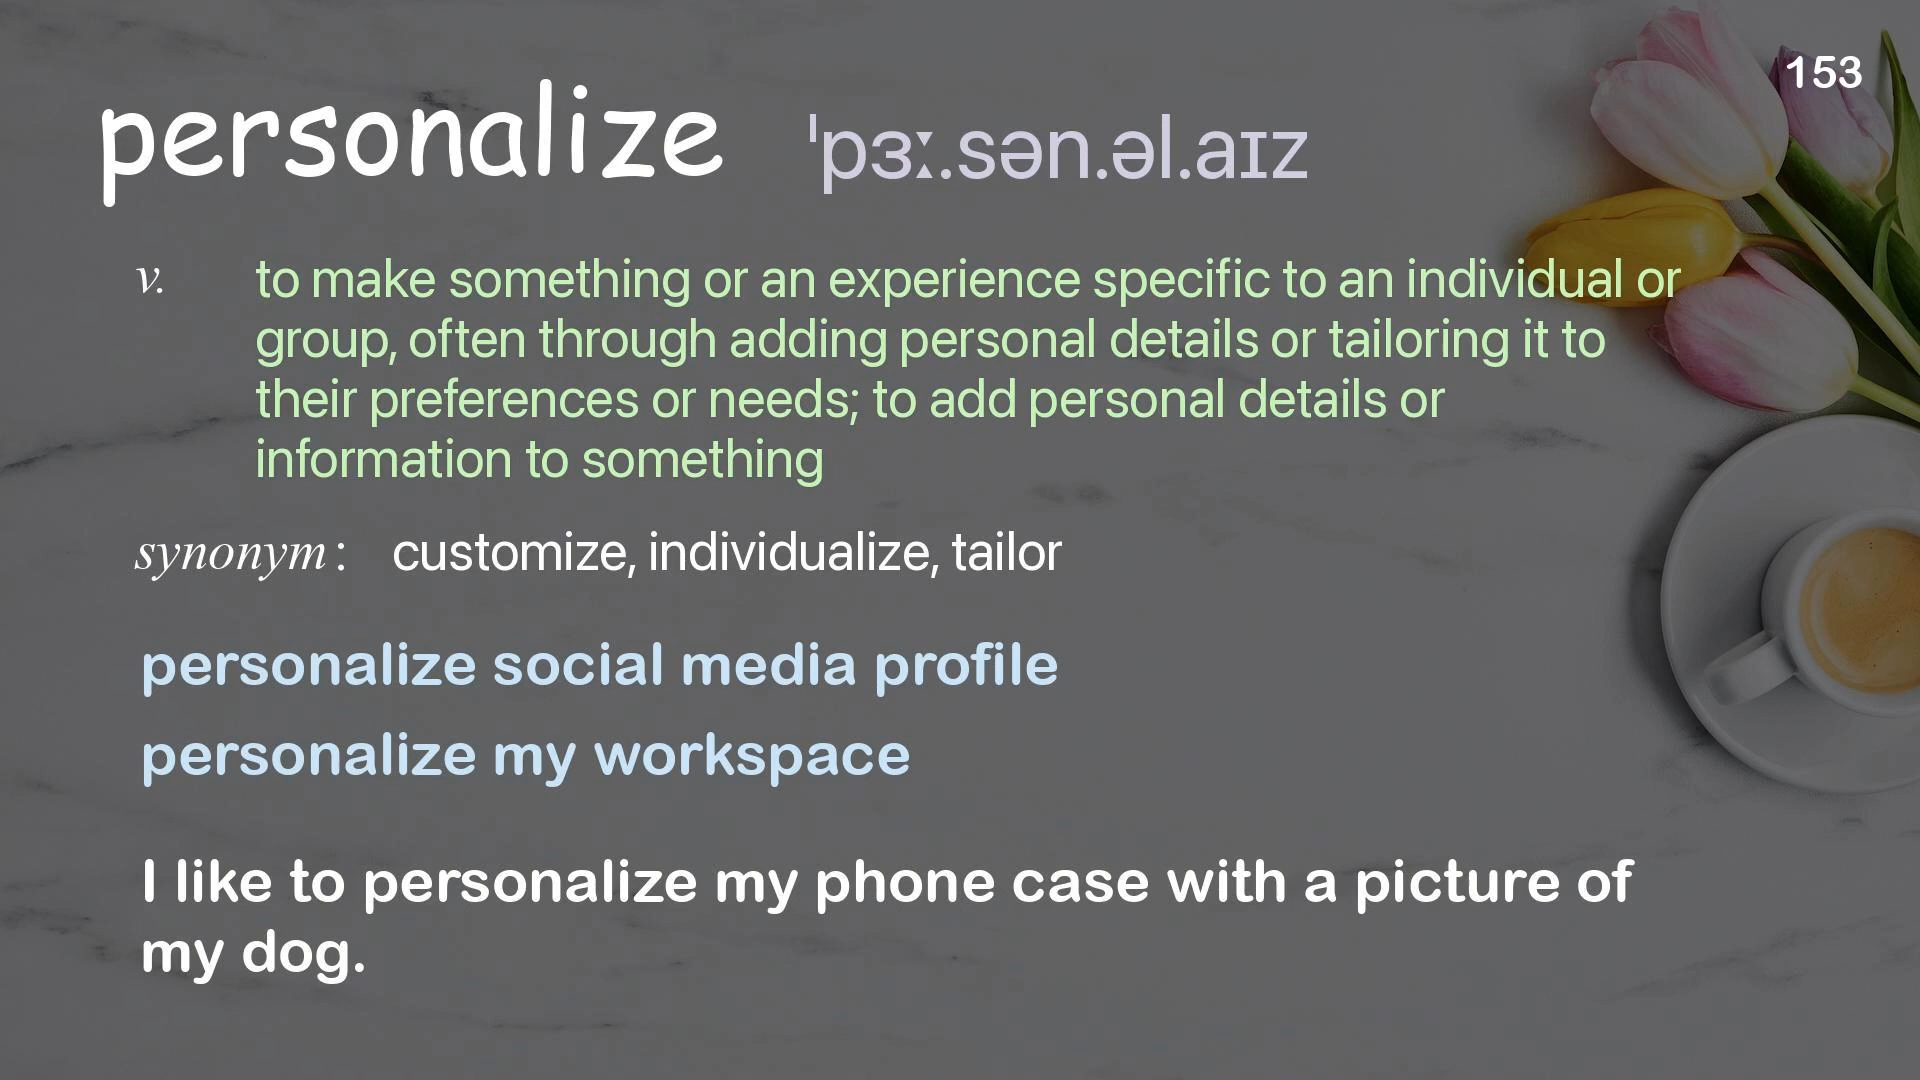 153
personalize ˈpɜː.sən.əl.aɪz
v. to make something or an experience specific to an individual or
group, often through adding personal details or tailoring it to
their preferences or needs; to add personal details or
information to something
synonym : customize, individualize, tailor
personalize social media profile
personalize my workspace
I like to personalize my phone case with a picture of
my dog.